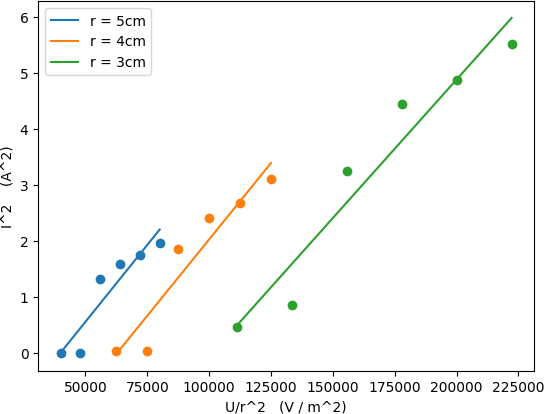 r = 5cm
r = 4cm
r = 3cm
I^2   (A^2)
6
5
4
3
2
1
0
50000 75000 100000 125000 150000 175000 200000 225000
U/r^2   (V / m^2)